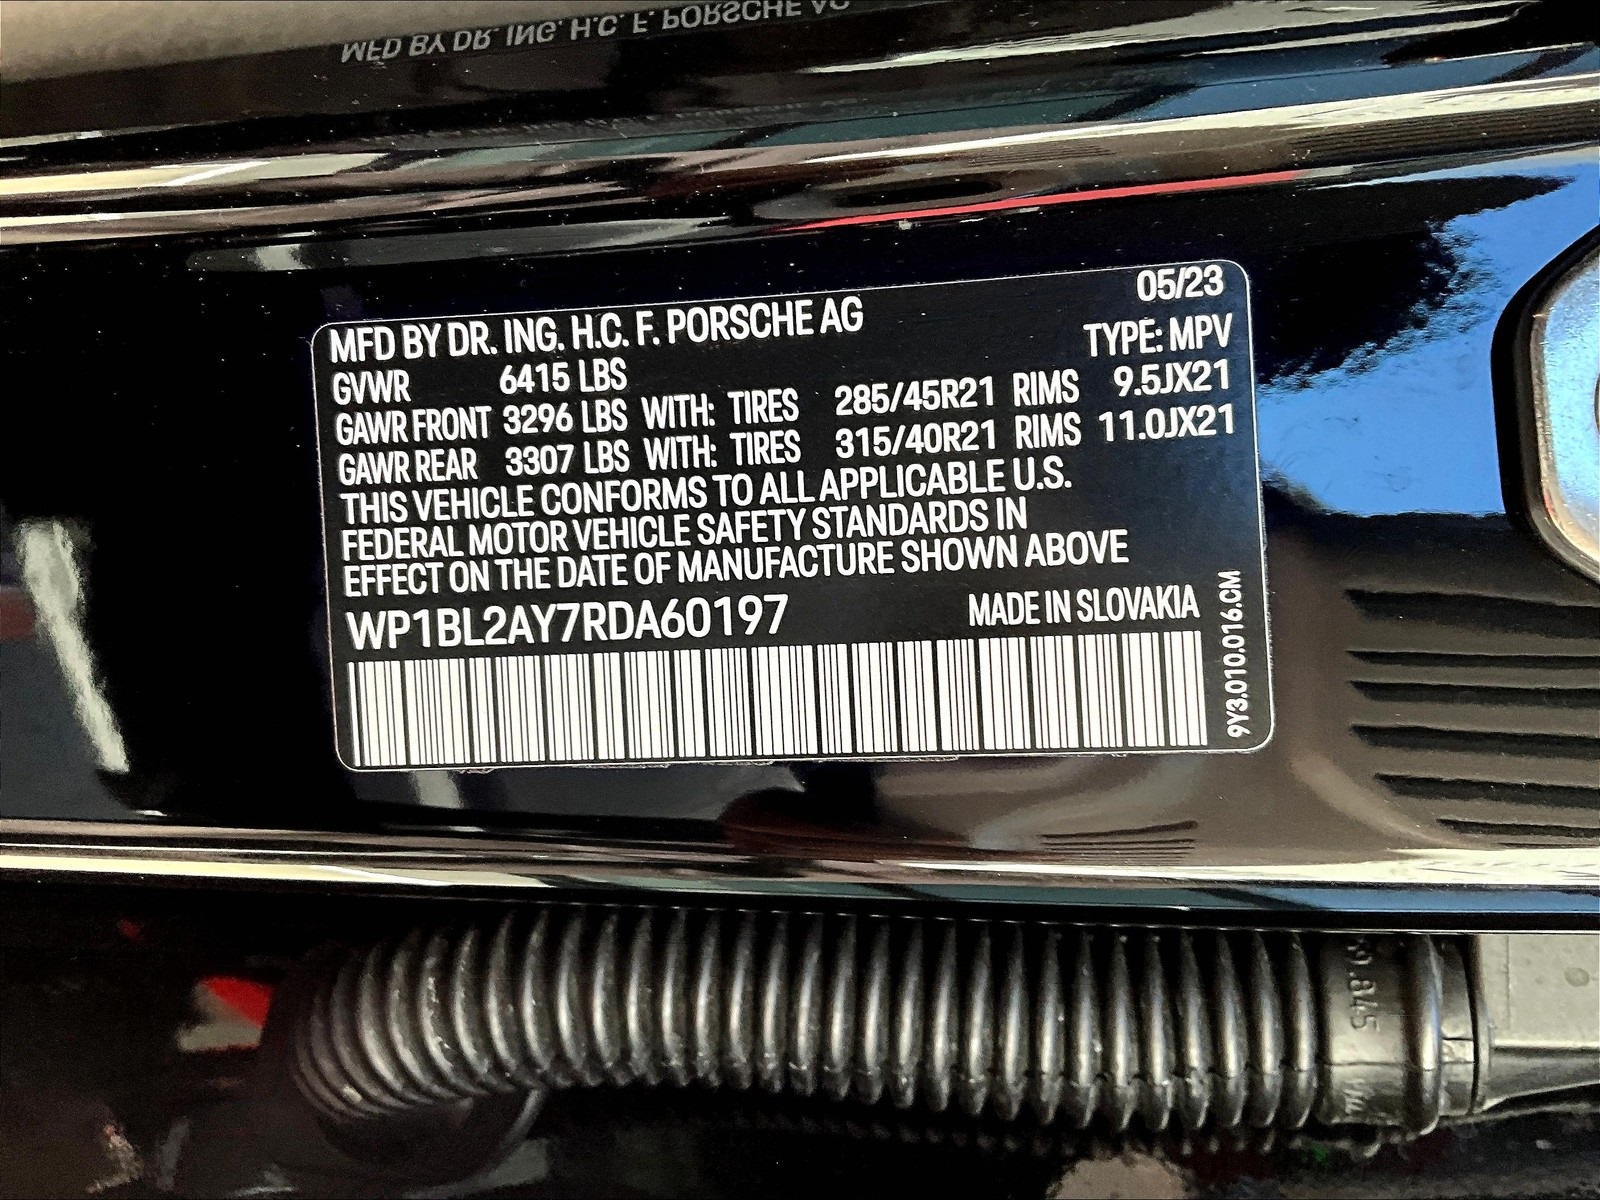 MFD BY DR. ING. H.C. F. PORSCHE AG
05/23
MFD BY DR. ING. H.C. F. PORSCHE AG
TYPE: MPV
GVWR 6415 LBS
GAWR FRONT 3296 LBS WITH: TIRES 285/45R21 RIMS 9.5JX21
GAWR REAR 3307 LBS WITH: TIRES 315/40R21 RIMS 11.0JX21
THIS VEHICLE CONFORMS TO ALL APPLICABLE U.S.
FEDERAL MOTOR VEHICLE SAFETY STANDARDS IN
EFFECT ON THE DATE OF MANUFACTURE SHOWN ABOVE
WP1BL2AY7RDA60197 MADE IN SLOVAKIA
9Y3.010.016.CM